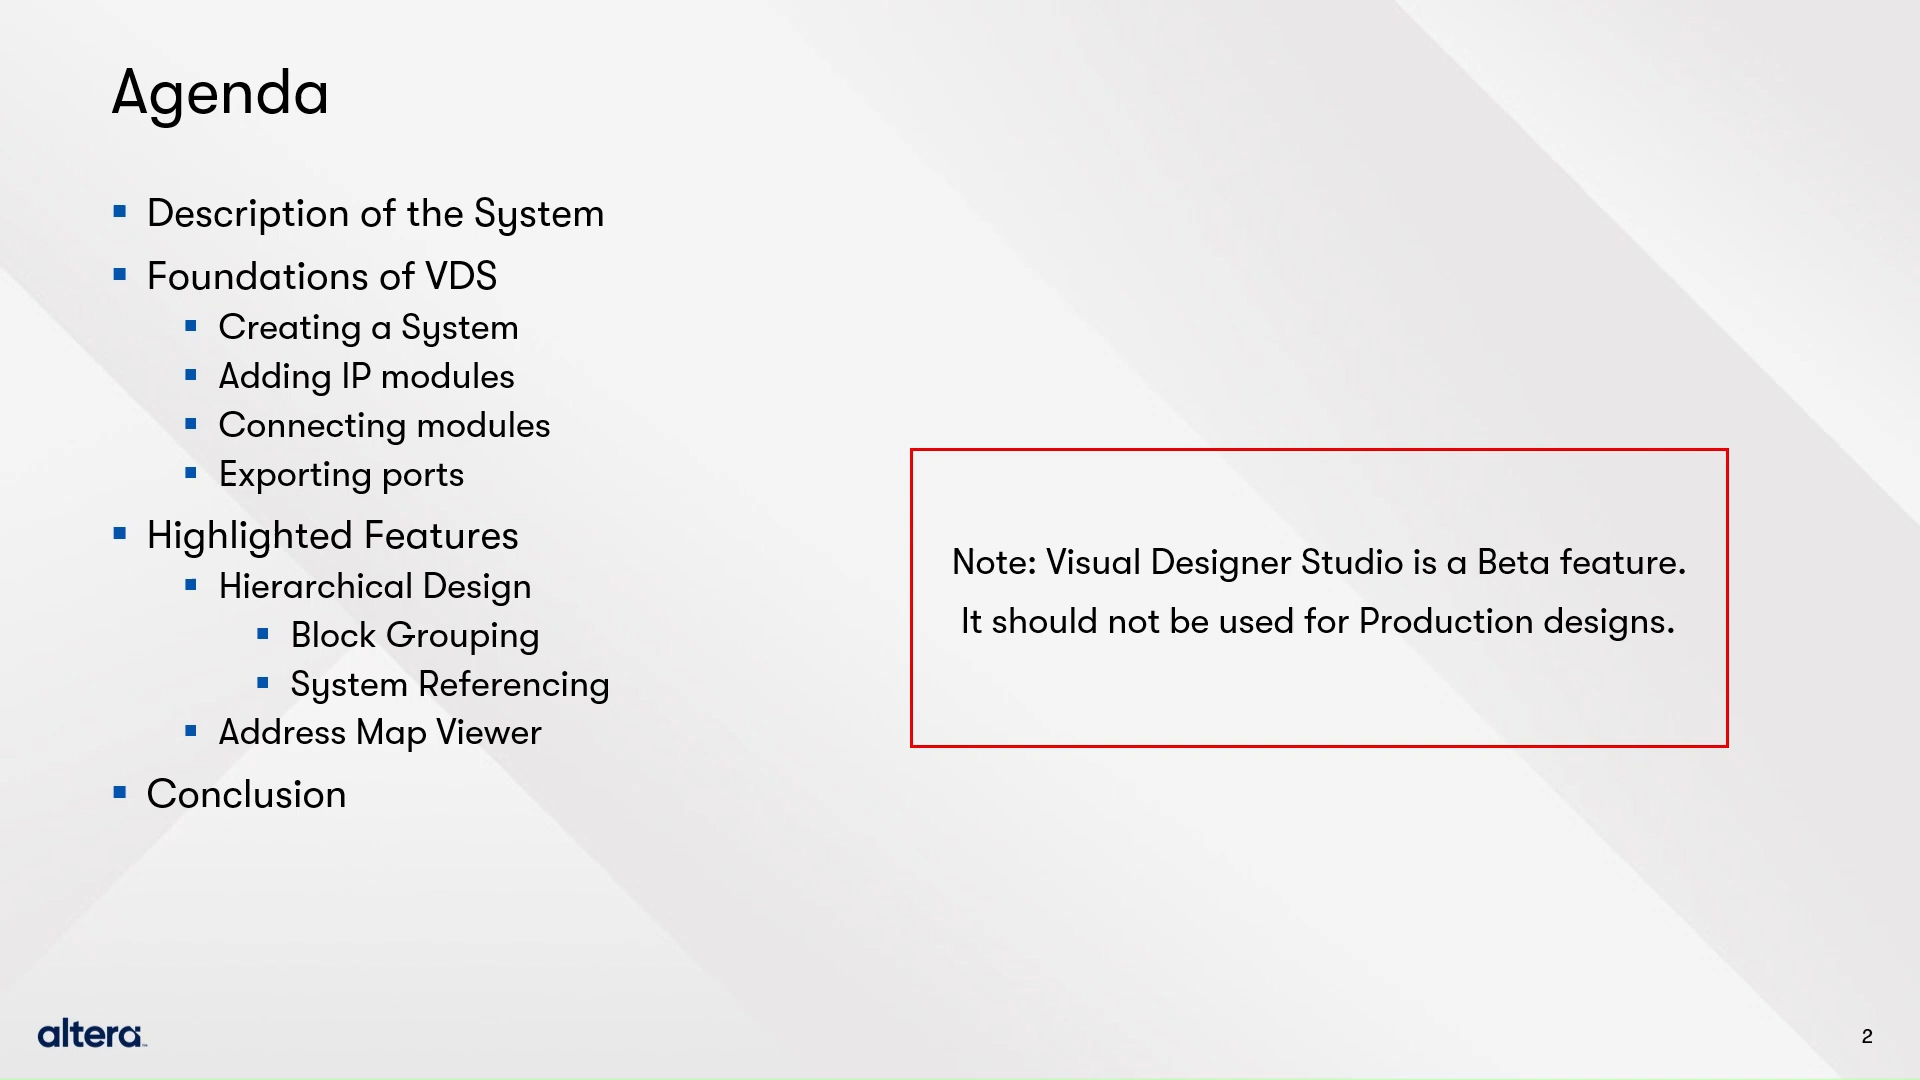 Agenda
Description of the System
Foundations of VDS
Creating a System
Adding IP modules
Connecting modules
Exporting ports
Highlighted Features
Hierarchical Design
Block Grouping
System Referencing
Address Map Viewer
Conclusion
Note: Visual Designer Studio is a Beta feature.
It should not be used for Production designs.
altera™
2